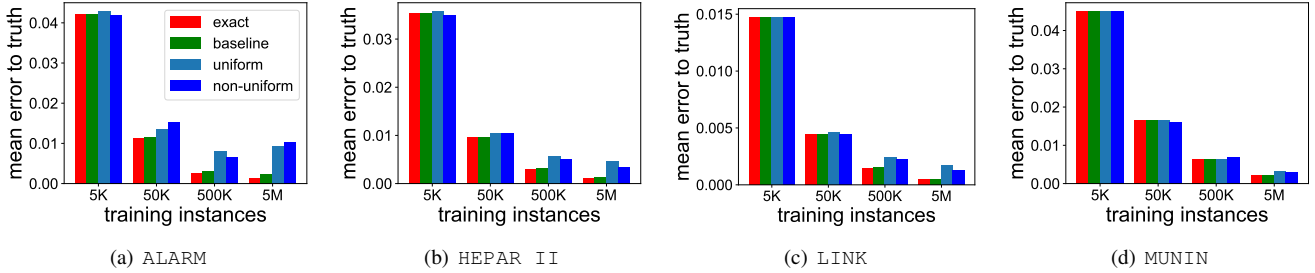 mean error to truth
0.04
0.03
0.02
0.01
0.00
exact
baseline
uniform
non-uniform
5K 50K 500K 5M
training instances
(a) ALARM
mean error to truth
0.03
0.02
0.01
0.00
5K 50K 500K 5M
training instances
(b) HEPAR II
mean error to truth
0.015
0.010
0.005
0.000
5K 50K 500K 5M
training instances
(c) LINK
mean error to truth
0.04
0.03
0.02
0.01
0.00
5K 50K 500K 5M
training instances
(d) MUNIN